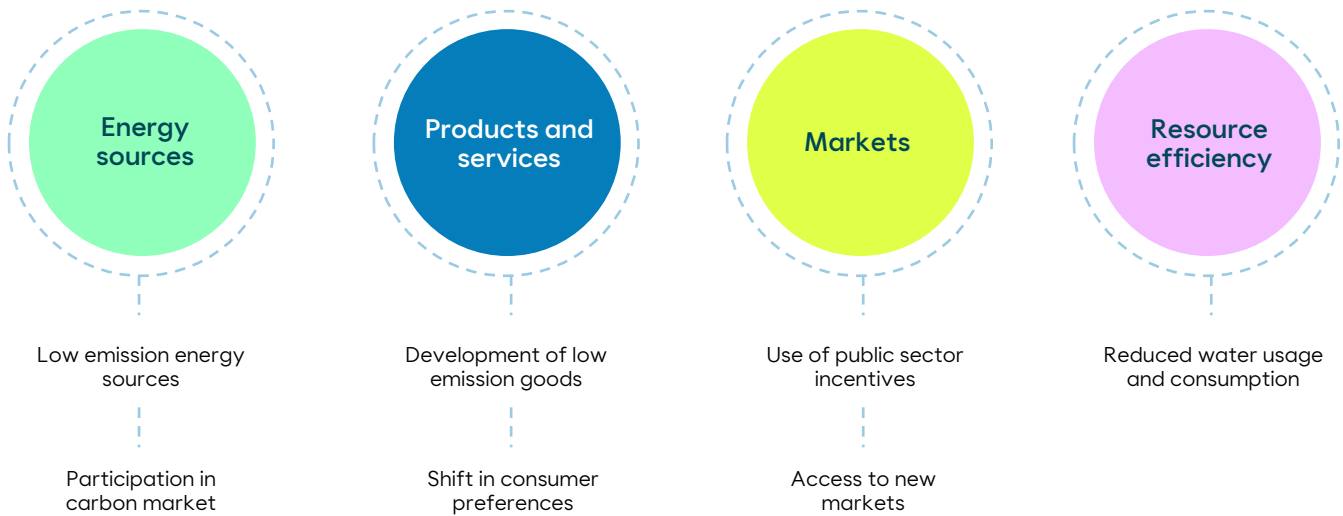 Energy
sources
Low emission energy
sources
Participation in
carbon market
Products and
services
Development of low
emission goods
Shift in consumer
preferences
Markets
Use of public sector
incentives
Access to new
markets
Resource
efficiency
Reduced water usage
and consumption